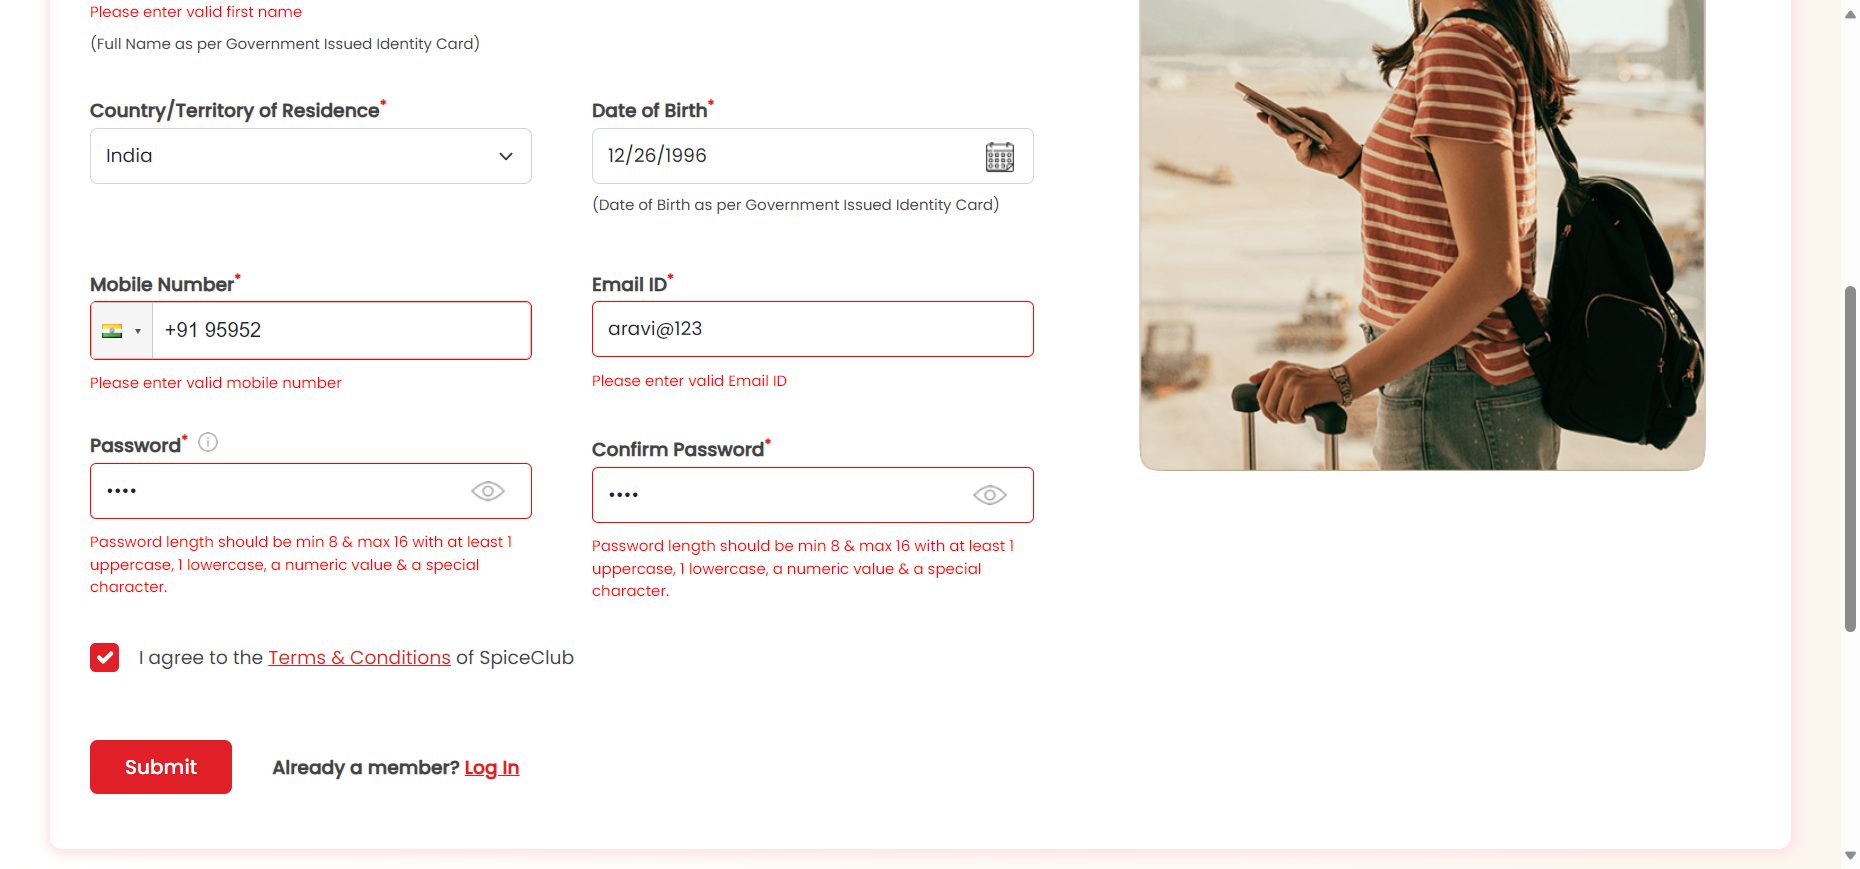 Please enter valid first name
(Full Name as per Government Issued Identity Card)
Country/Territory of Residence*
Date of Birth*
India
12/26/1996
(Date of Birth as per Government Issued Identity Card)
Mobile Number*
Email ID*
+91 95952
aravi@123
Please enter valid mobile number
Please enter valid Email ID
Password*
Confirm Password*
••••
••••
Password length should be min 8 & max 16 with at least 1
uppercase, 1 lowercase, a numeric value & a special
character.
Password length should be min 8 & max 16 with at least 1
uppercase, 1 lowercase, a numeric value & a special
character.
I agree to the Terms & Conditions of SpiceClub
Submit
Already a member? Log In